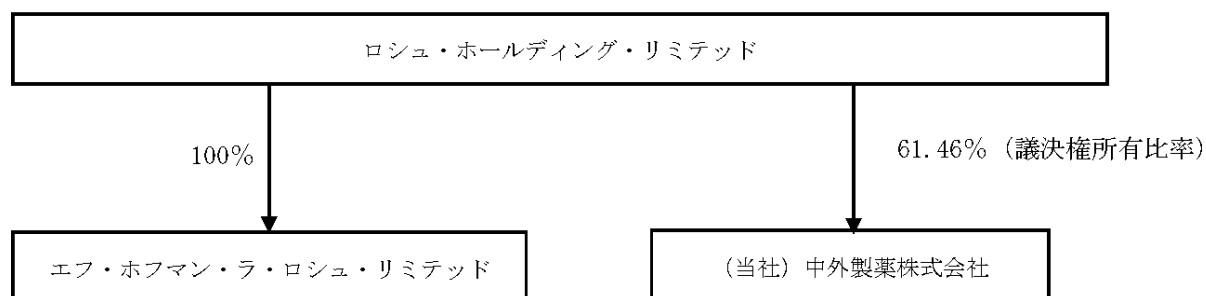 ロシュ・ホールディング・リミテッド
100%
61.46%（議決権所有比率）
エフ・ホフマン・ラ・ロシュ・リミテッド
（当社）中外製薬株式会社